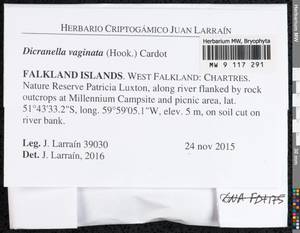 HERBARIO CRIPTOGÁMICO JUAN LARRAÍN
Herbarium MW, Bryophyta
MW 9 117 291
Dicranella vaginata (Hook.) Cardot
FALKLAND ISLANDS. WEST FALKLAND: CHARTRES.
Nature Reserve Patricia Luxton, along river flanked by rock
outcrops at Millennium Campsite and picnic area, lat.
51°43'33.2"S, long. 59°59'05.1"W, elev. 5 m, on soil cut on
river bank.
Leg. J. Larraín 39030 24 nov 2015
Det. J. Larraín, 2016